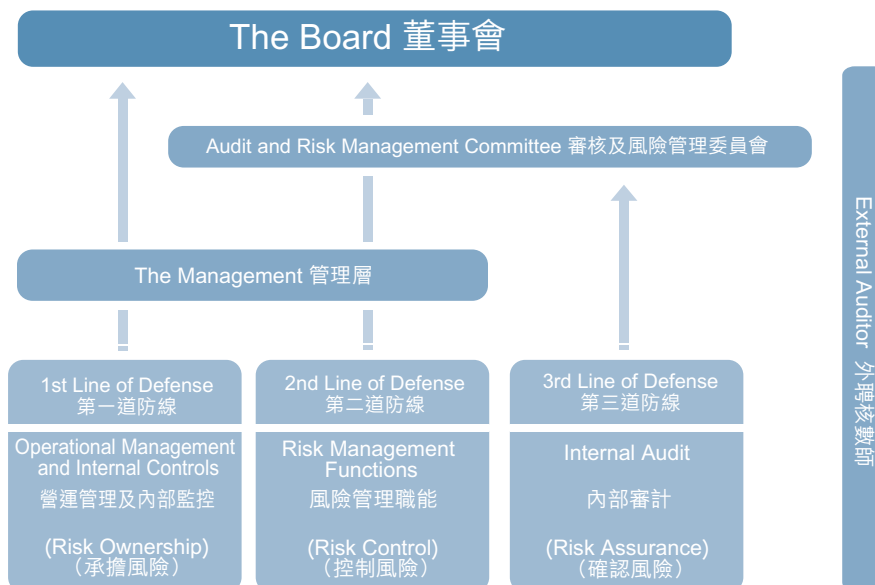 The Board 董事會
Audit and Risk Management Committee 審核及風險管理委員會
The Management 管理層
1st Line of Defense
第一道防線
Operational Management
and Internal Controls
營運管理及內部監控
(Risk Ownership)
（承擔風險）
2nd Line of Defense
第二道防線
Risk Management
Functions
風險管理職能
(Risk Control)
（控制風險）
3rd Line of Defense
第三道防線
Internal Audit
內部審計
(Risk Assurance)
（確認風險）
External Auditor 外聘核數師